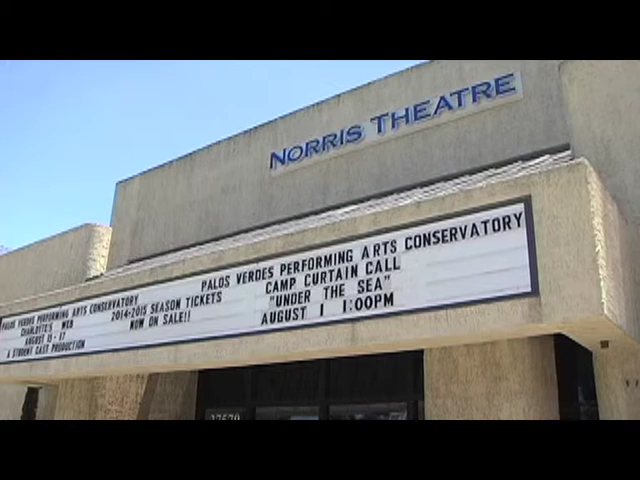 NORRIS THEATRE
PALOS VERDES PERFORMING ARTS CONSERVATORY
CHARLOTTE'S WEB
AUGUST 15 - 17
A STUDENT CAST PRODUCTION
2014-2015 SEASON TICKETS
NOW ON SALE!!
PALOS VERDES PERFORMING ARTS CONSERVATORY
CAMP CURTAIN CALL
"UNDER THE SEA"
AUGUST 1 1:00PM
27570